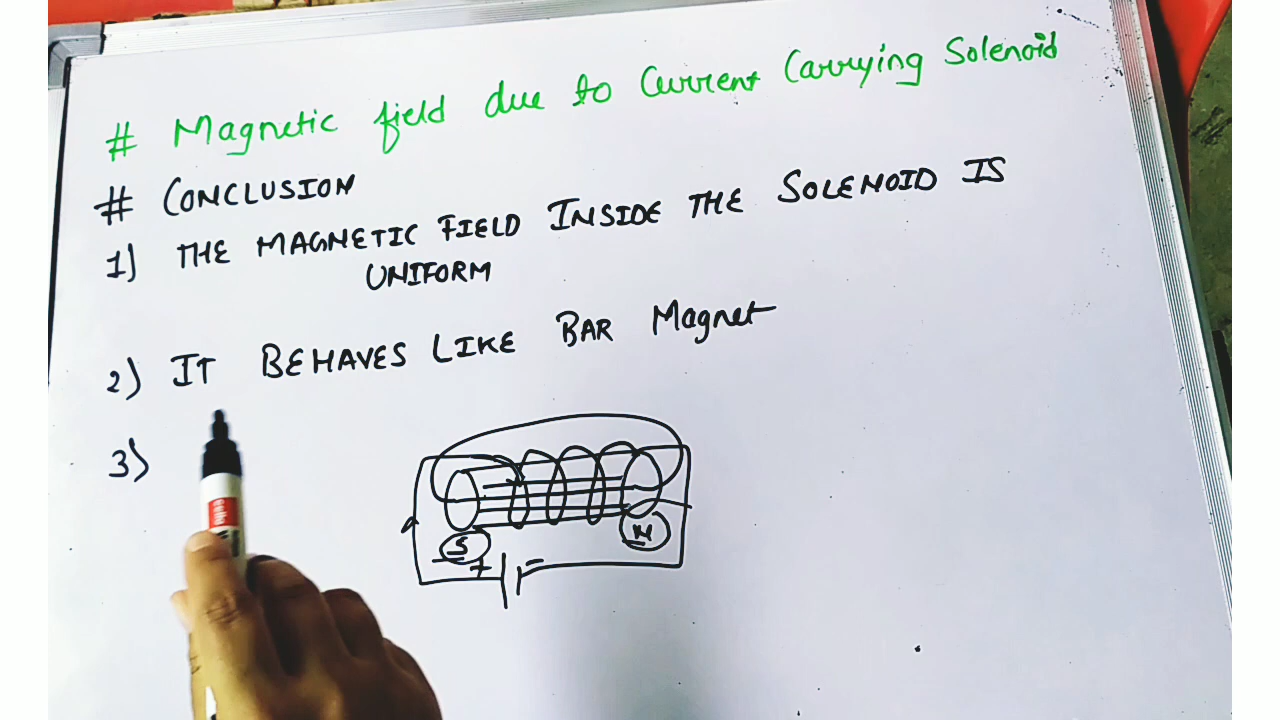 # Magnetic field due to Current Carrying Solenoid
# CONCLUSION
1) THE MAGNETIC FIELD INSIDE THE SOLENOID IS
UNIFORM
2) IT BEHAVES LIKE BAR Magnet
3)
S
N
+ -
cello